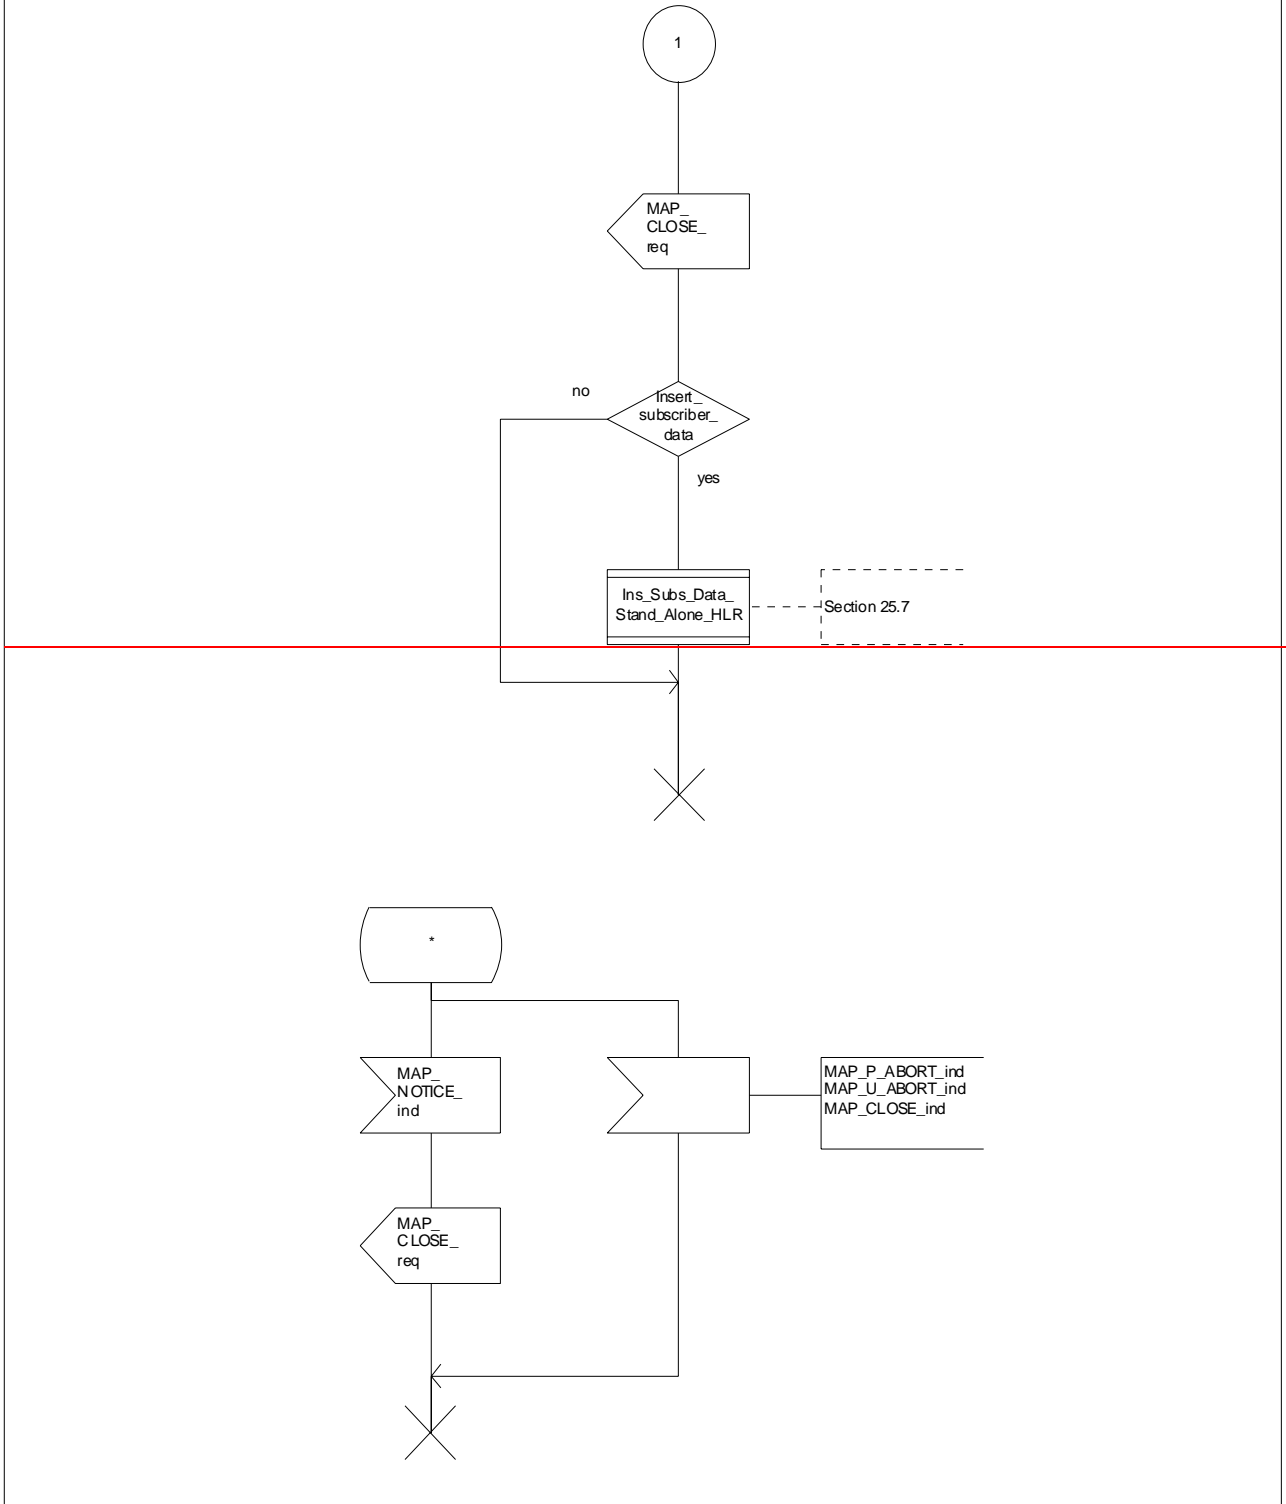 1
MAP_
CLOSE_
req
no
Insert_
subscriber_
data
yes
Ins_Subs_Data_
Stand_Alone_HLR
Section 25.7
*
MAP_
NOTICE_
ind
MAP_P_ABORT_ind
MAP_U_ABORT_ind
MAP_CLOSE_ind
MAP_
CLOSE_
req